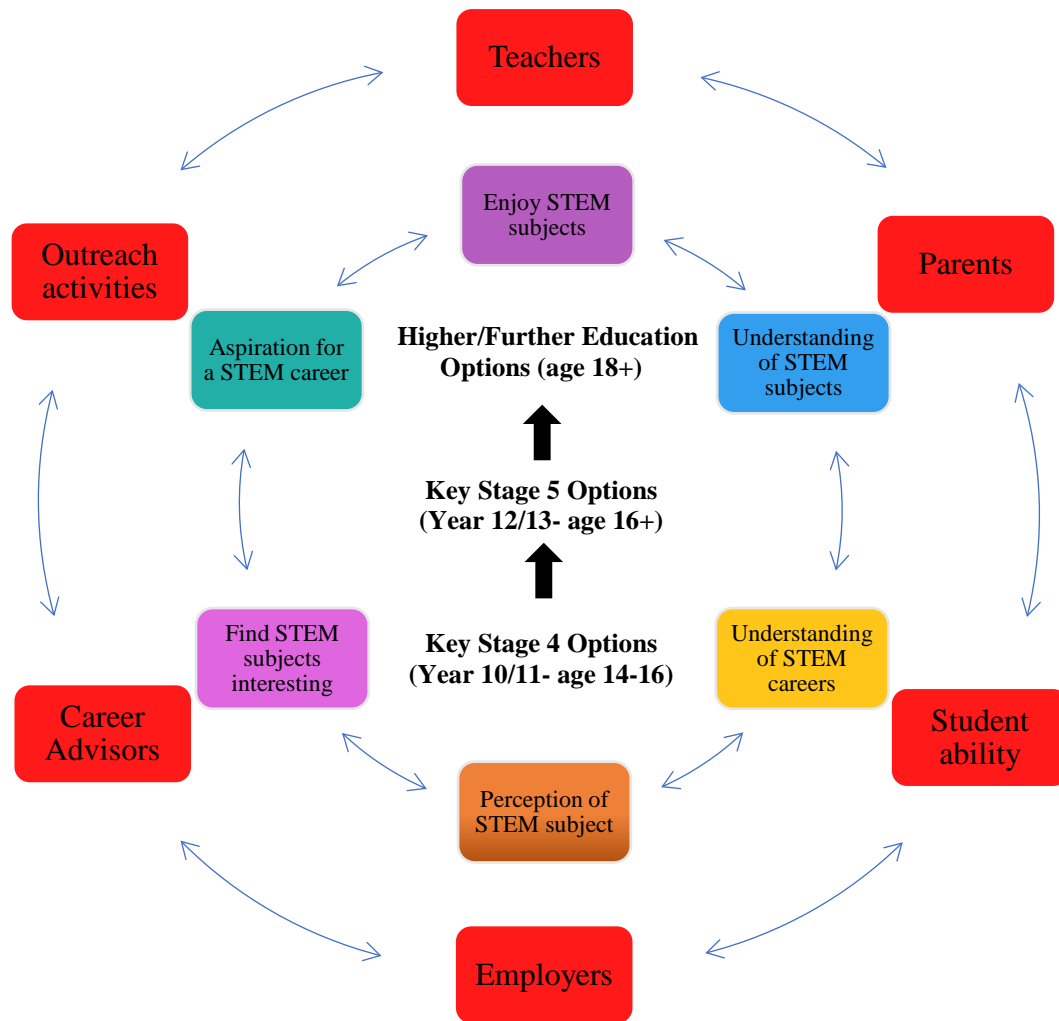 Teachers
Enjoy STEM
subjects
Outreach
activities
Parents
Aspiration for
a STEM career
Higher/Further Education
Options (age 18+)
Understanding
of STEM
subjects
Key Stage 5 Options
(Year 12/13- age 16+)
Find STEM
subjects
interesting
Key Stage 4 Options
(Year 10/11- age 14-16)
Understanding
of STEM
careers
Career
Advisors
Student
ability
Perception of
STEM subject
Employers